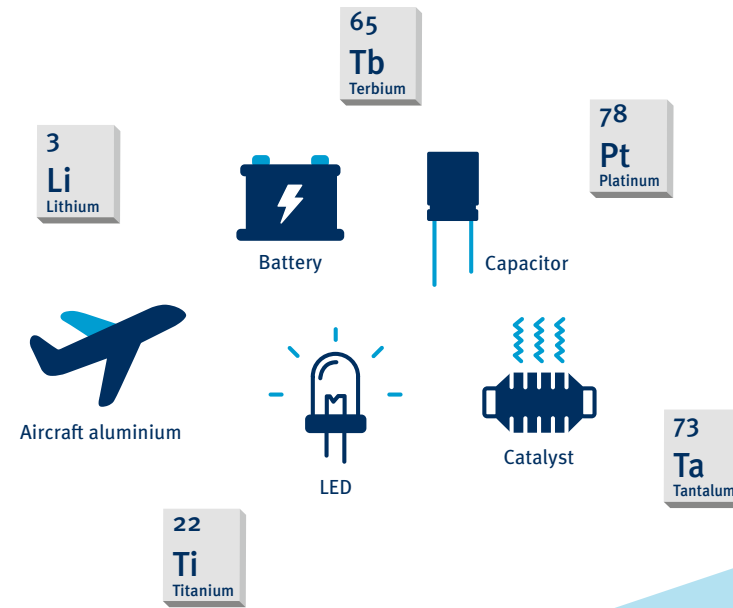 65
Tb
Terbium
78
Pt
Platinum
3
Li
Lithium
Battery
Capacitor
Aircraft aluminium
LED
Catalyst
73
Ta
Tantalum
22
Ti
Titanium